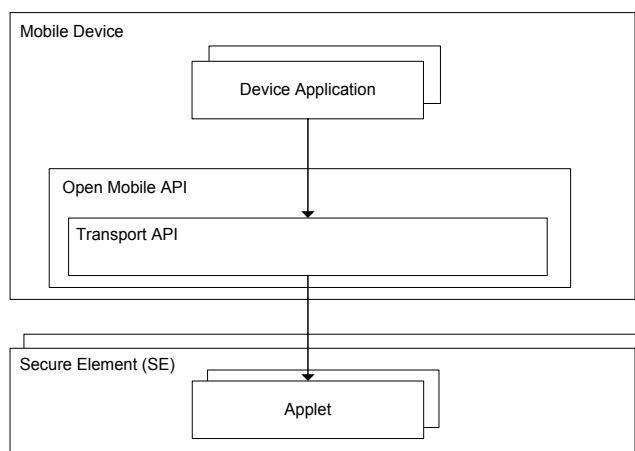 Mobile Device
Device Application
Open Mobile API
Transport API
Secure Element (SE)
Applet